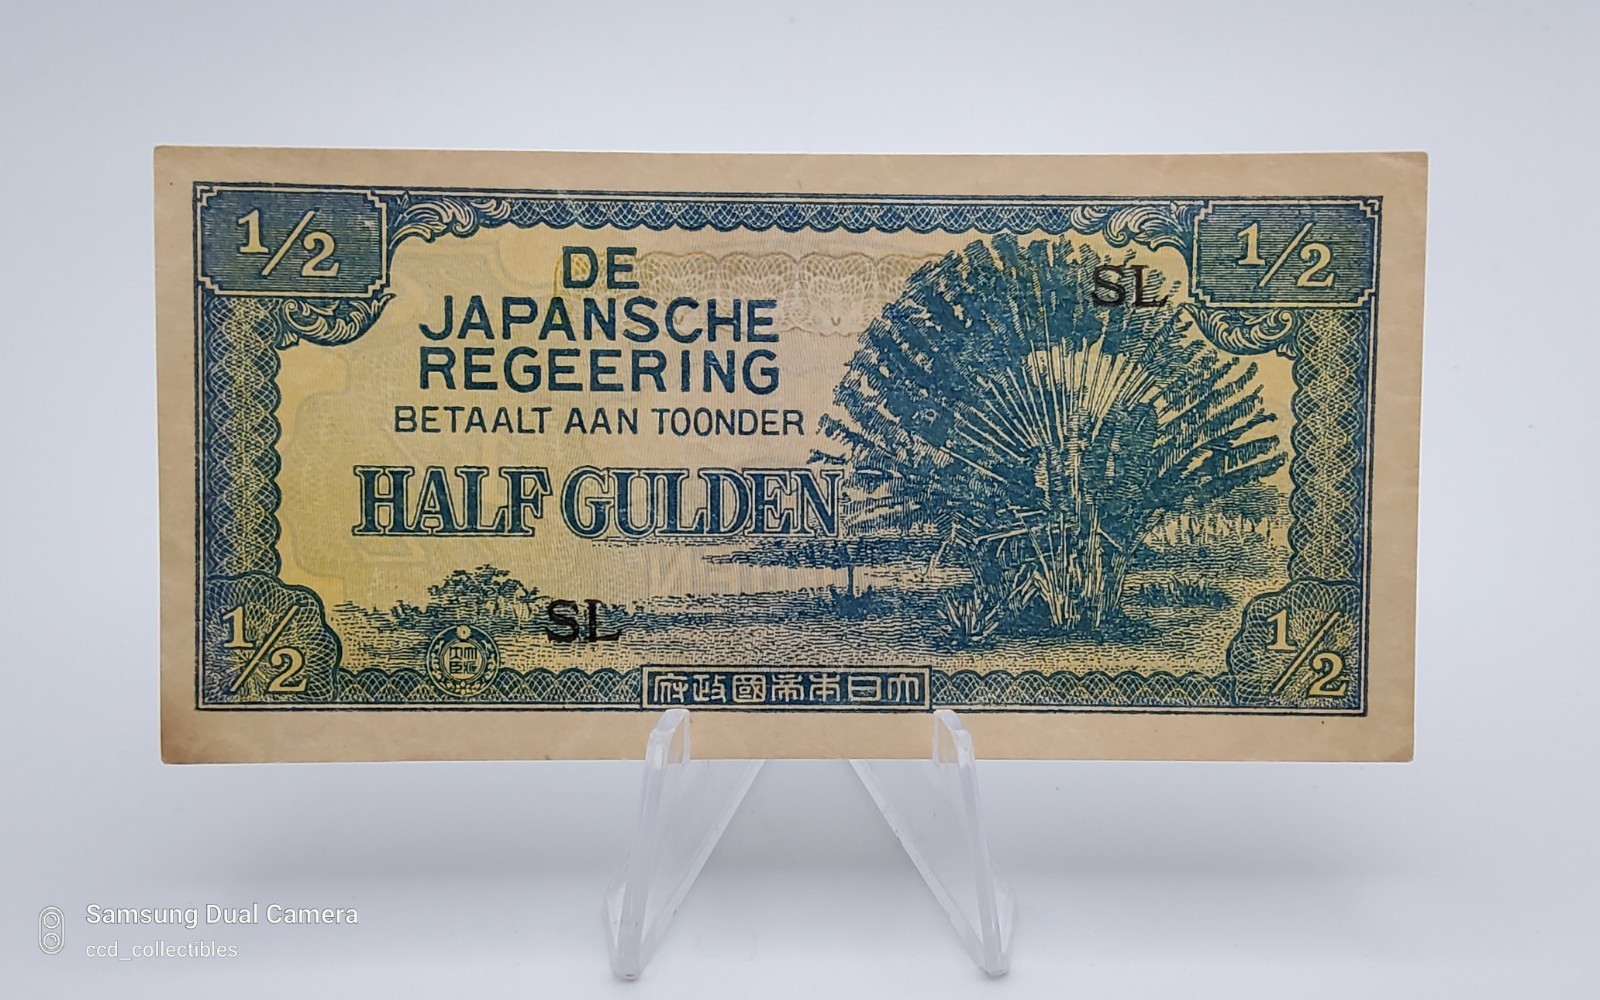 1/2
1/2
DE
JAPANSCHE
REGEERING
BETAALT AAN TOONDER
HALF GULDEN
SL
SL
1/2
1/2
府政國帝本日大
Samsung Dual Camera
ccd_collectibles